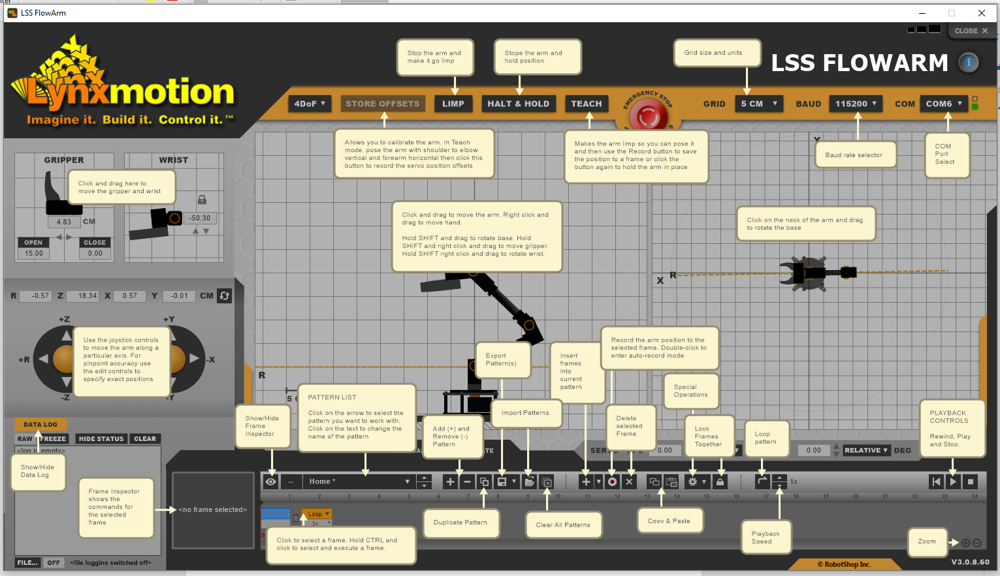 LSS FlowArm
CLOSE ✕
Lynxmotion
Imagine it. Build it. Control it.™
Stop the arm and
make it go limp
Stope the arm and
hold position
Grid size and units
LSS FLOWARM
i
4DoF ▼
STORE OFFSETS
LIMP
HALT & HOLD
TEACH
EMERGENCY STOP
GRID
5 CM ▼
BAUD
115200 ▼
COM
COM6 ▼
Allows you to calibrate the arm. In Teach
mode, pose the arm with shoulder to elbow
vertical and forearm horizontal then click this
button to record the servo position offsets
Makes the arm limp so you can pose it
and then use the Record button to save
the position to a frame or click the
button again to hold the arm in place
Y
Baud rate selector
COM
Port
Select
GRIPPER
WRIST
Click and drag here to
move the gripper and wrist
4.83 CM
-50.30
OPEN
15.00
CLOSE
0.00
Click and drag to move the arm. Right click and
drag to move hand.
Hold SHIFT and drag to rotate base. Hold
SHIFT and right click and drag to move gripper.
Hold SHIFT right click and drag to rotate wrist.
Click on the neck of the arm and drag
to rotate the base
X
R
R -0.57 Z 18.34 X 0.57 Y -0.01 CM
+Z
+Y
+R
-X
-Z
-Y
Use the joystick controls
to move the arm along a
particular axis. For
pinpoint accuracy use
the edit controls to
specify exact positions
R
5
Export
Pattern(s)
Insert
frames
into
current
pattern
Record the arm position to the
selected frame. Double-click to
enter auto-record mode
Special
Operations
PATTERN LIST
Click on the arrow to select the
pattern you want to work with.
Click on the text to change the
name of the pattern
Show/Hide
Frame
Inspector
Add (+) and
Remove (-)
Pattern
Import Patterns
Delete
selected
Frame
Lock
Frames
Together
Loop
pattern
PLAYBACK
CONTROLS
Rewind, Play
and Stop.
DATA LOG
RAW
FREEZE
HIDE STATUS
CLEAR
<log is empty>
Show/Hide
Data Log
0.00
0.00
RELATIVE ▼
DEG
--
Home *
1x
1 2 3 4 5 6 7 8 9 10 11 12 13 14 15 16 17 18 19 20 21 22 23 24
Frame Inspector
shows the
commands for
the selected
frame
<no frame selected>
Loop ▼
3x
Click to select a frame. Hold CTRL and
click to select and execute a frame.
Duplicate Pattern
Clear All Patterns
Copy & Paste
Playback
Speed
Zoom
FILE...
OFF
<file loggins switched off>
© RobotShop Inc.
V3.0.8.60